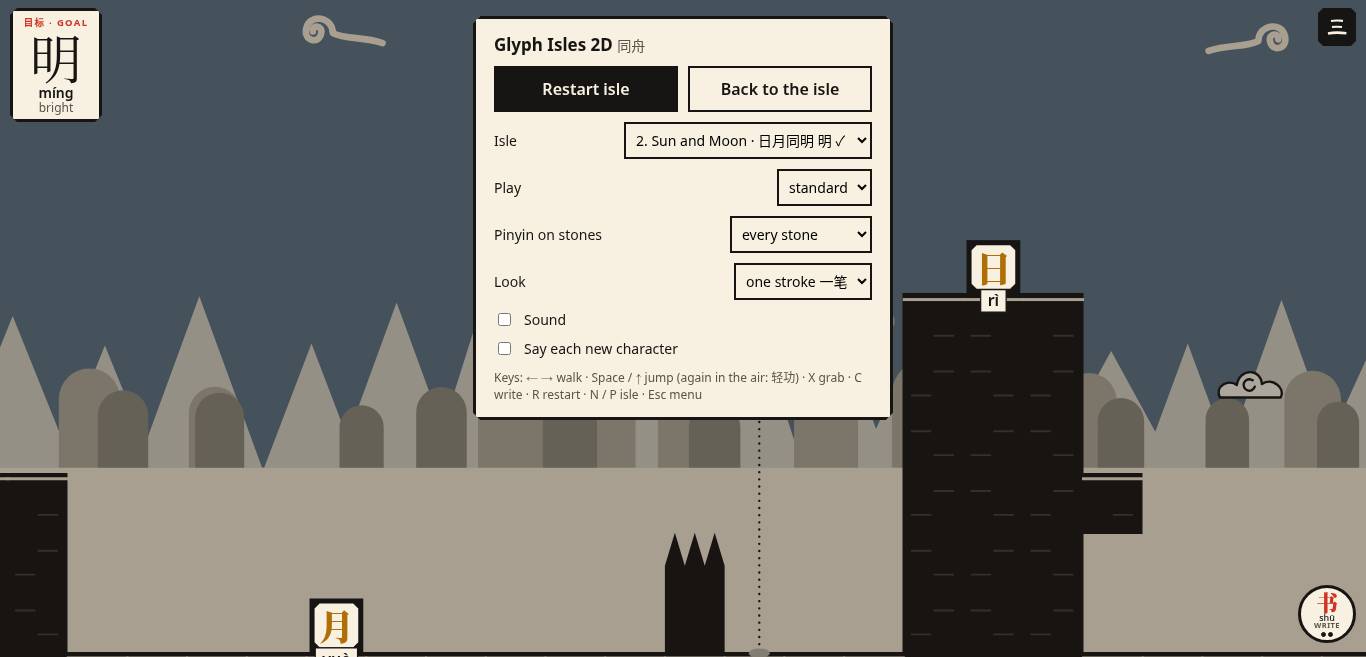 目标 · GOAL
明
míng
bright
Glyph Isles 2D 同舟
Restart isle
Back to the isle
Isle
2. Sun and Moon · 日月同明 明 ✓
Play
standard
Pinyin on stones
every stone
Look
one stroke 一笔
Sound
Say each new character
Keys: ← → walk · Space / ↑ jump (again in the air: 轻功) · X grab · C
write · R restart · N / P isle · Esc menu
三
日
rì
月
书
shū
WRITE